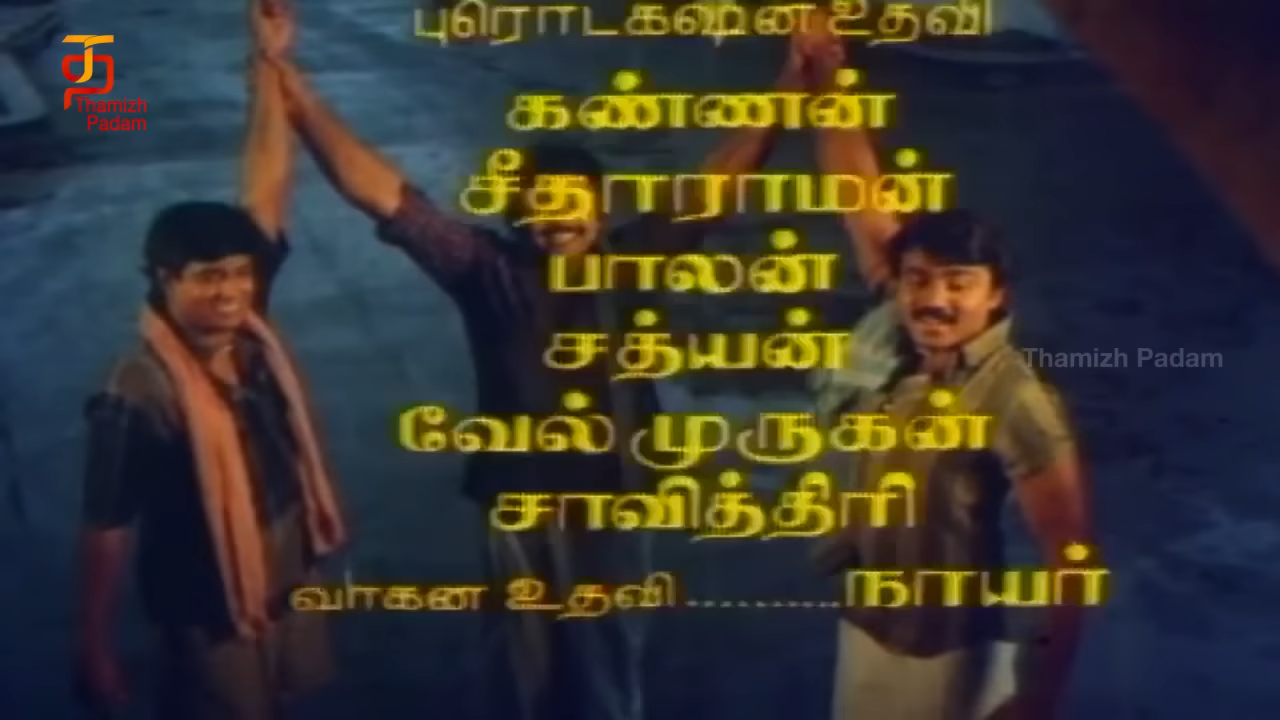 புரொடக்ஷன் உதவி
கண்ணன்
சீதாராமன்
பாலன்
சத்யன்
வேல் முருகன்
சாவித்திரி
வாகன உதவி ..........நாயர்
த
Thamizh
Padam
Thamizh Padam